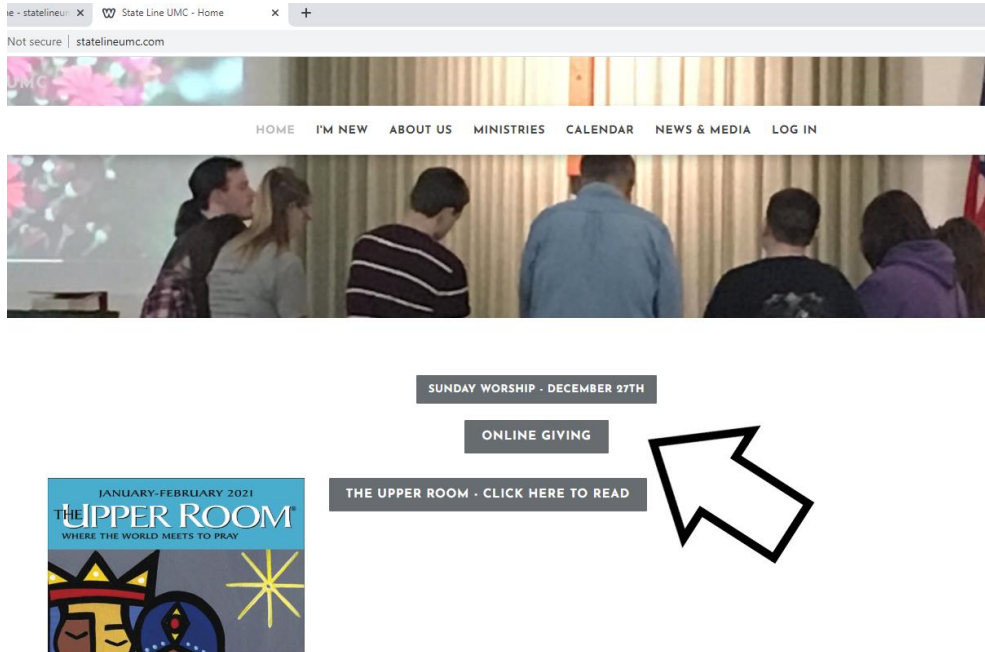 State Line UMC - Home
Not secure | statelineumc.com
UMC
HOME I'M NEW ABOUT US MINISTRIES CALENDAR NEWS & MEDIA LOG IN
SUNDAY WORSHIP - DECEMBER 27TH
ONLINE GIVING
THE UPPER ROOM - CLICK HERE TO READ
JANUARY-FEBRUARY 2021
THE UPPER ROOM®
WHERE THE WORLD MEETS TO PRAY